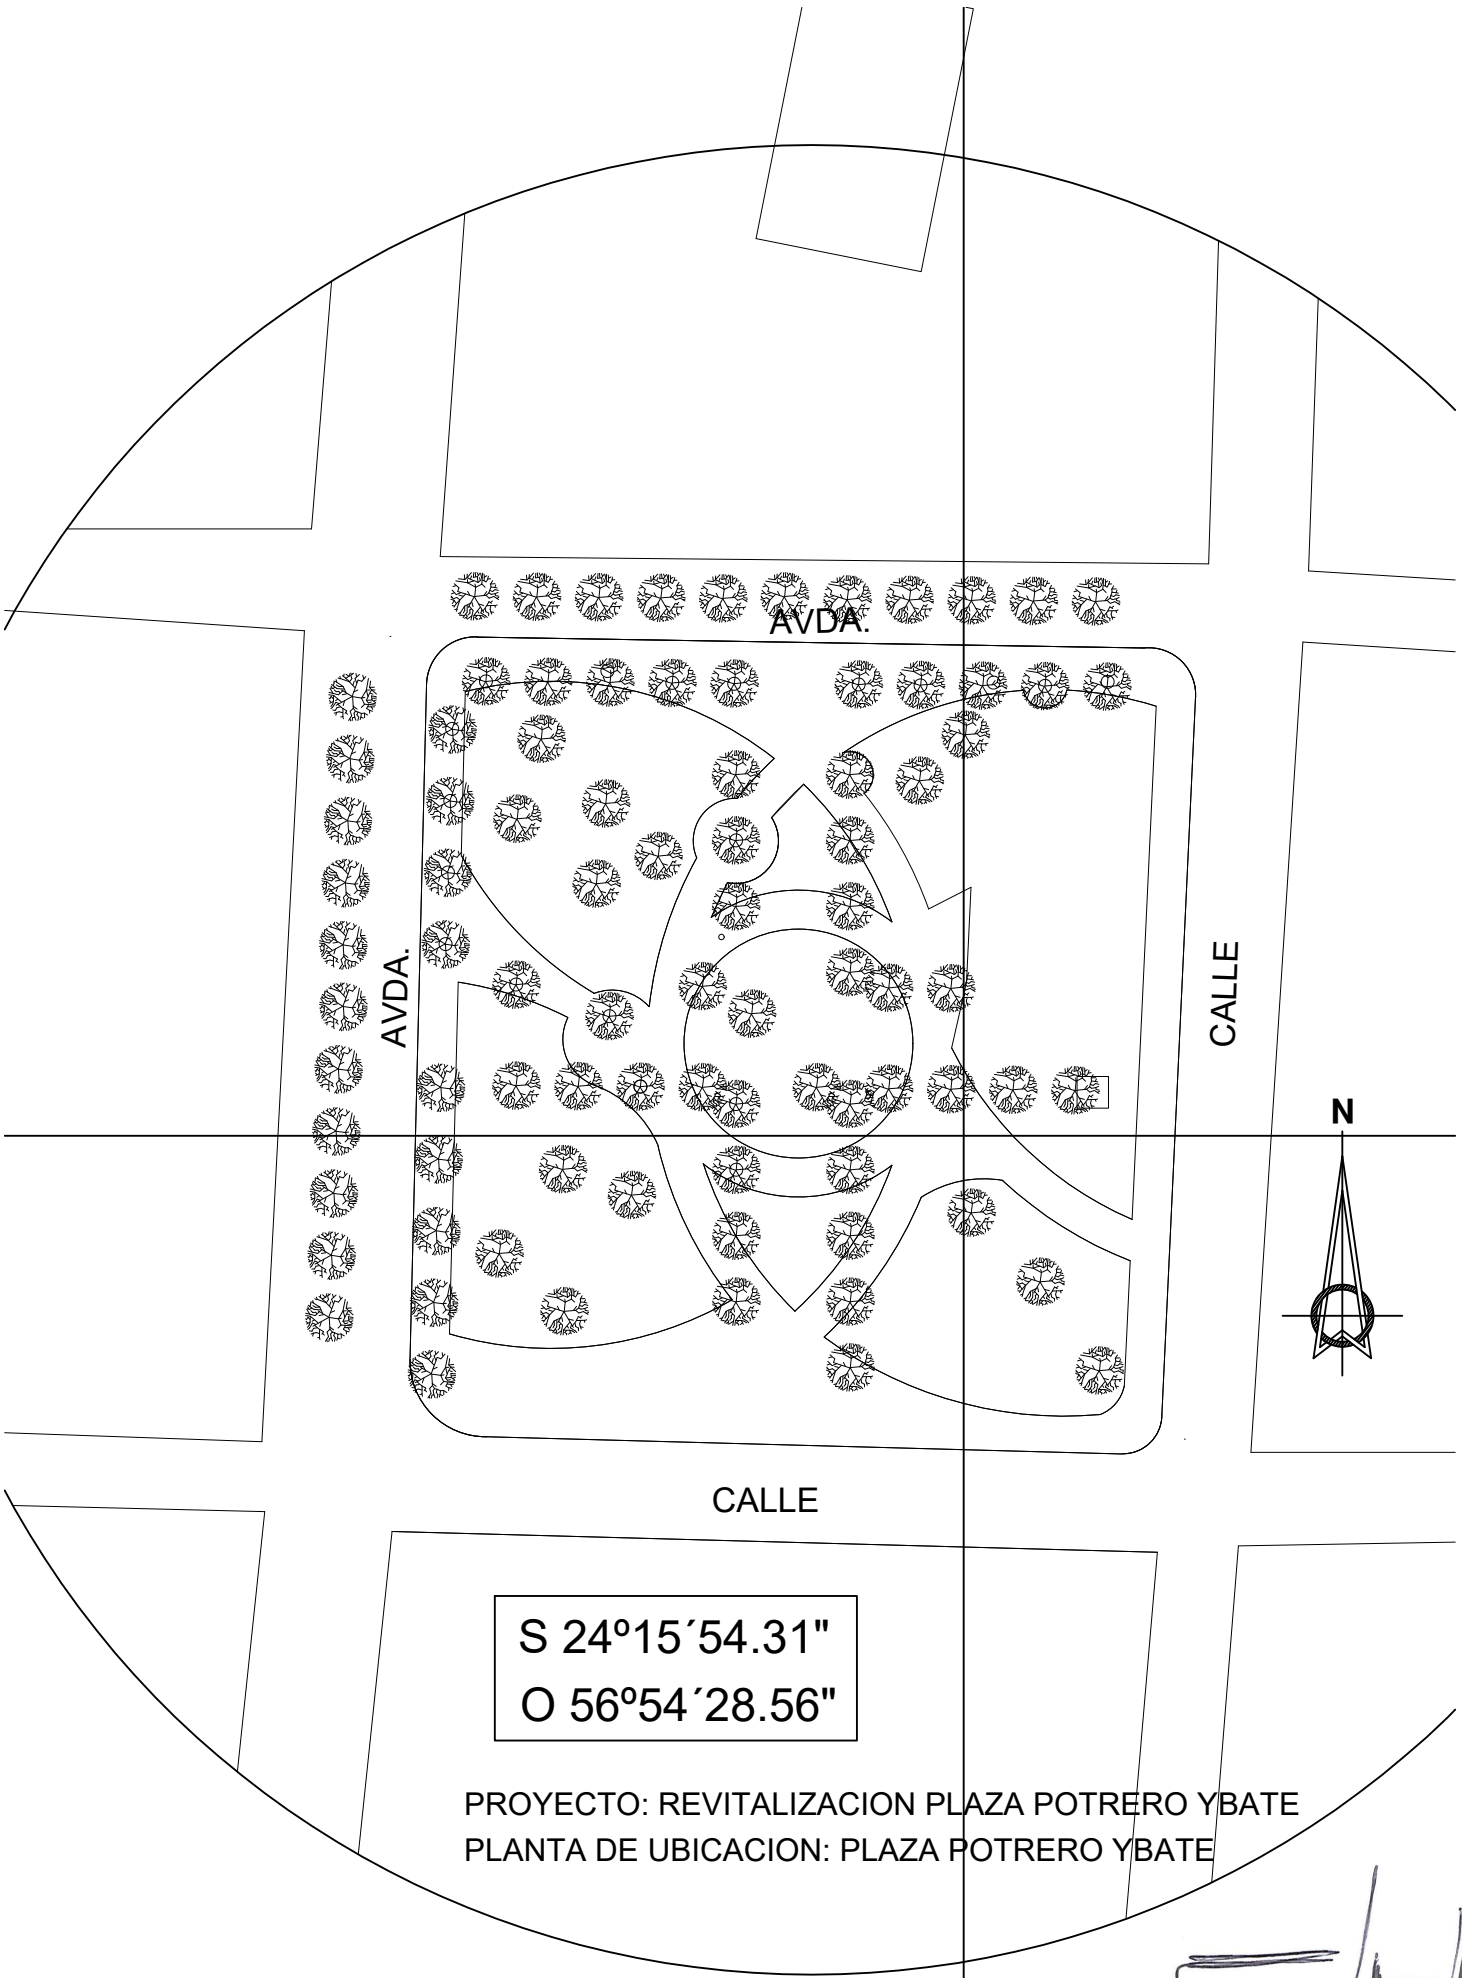 AVDA.
AVDA.
CALLE
N
CALLE
S 24º15´54.31"
O 56º54´28.56"
PROYECTO: REVITALIZACION PLAZA POTRERO YBATE
PLANTA DE UBICACION: PLAZA POTRERO YBATE